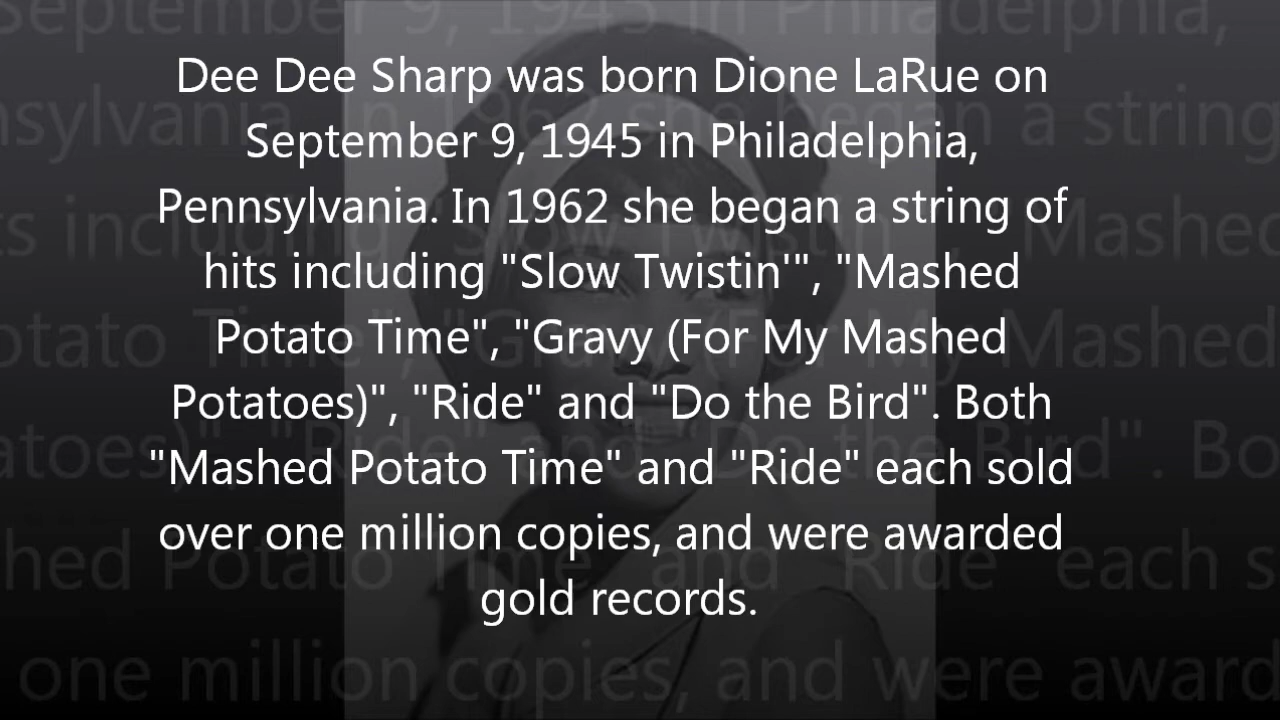 Dee Dee Sharp was born Dione LaRue on
September 9, 1945 in Philadelphia,
Pennsylvania. In 1962 she began a string of
hits including "Slow Twistin'", "Mashed
Potato Time", "Gravy (For My Mashed
Potatoes)", "Ride" and "Do the Bird". Both
"Mashed Potato Time" and "Ride" each sold
over one million copies, and were awarded
gold records.